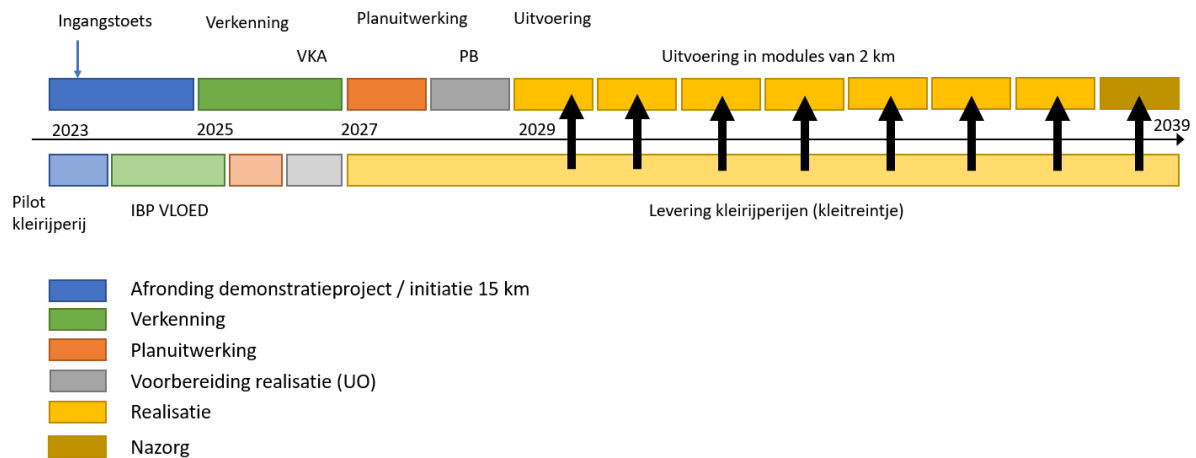 Ingangstoets
Verkenning
Planuitwerking
Uitvoering
VKA
PB
Uitvoering in modules van 2 km
2023
2025
2027
2029
2039
Pilot
kleirijperij
IBP VLOED
Levering kleirijperijen (kleitreintje)
Afronding demonstratieproject / initiatie 15 km
Verkenning
Planuitwerking
Voorbereiding realisatie (UO)
Realisatie
Nazorg